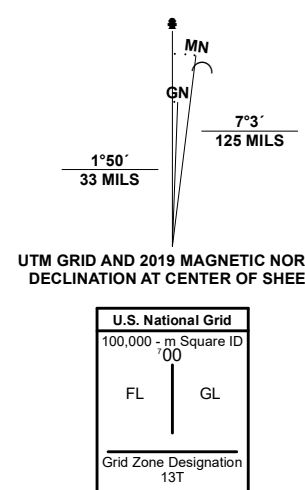 MN
GN
7°3´
125 MILS
1°50´
33 MILS
UTM GRID AND 2019 MAGNETIC NOR
DECLINATION AT CENTER OF SHEE
U.S. National Grid
100,000 - m Square ID
⁷00
FL GL
Grid Zone Designation
13T